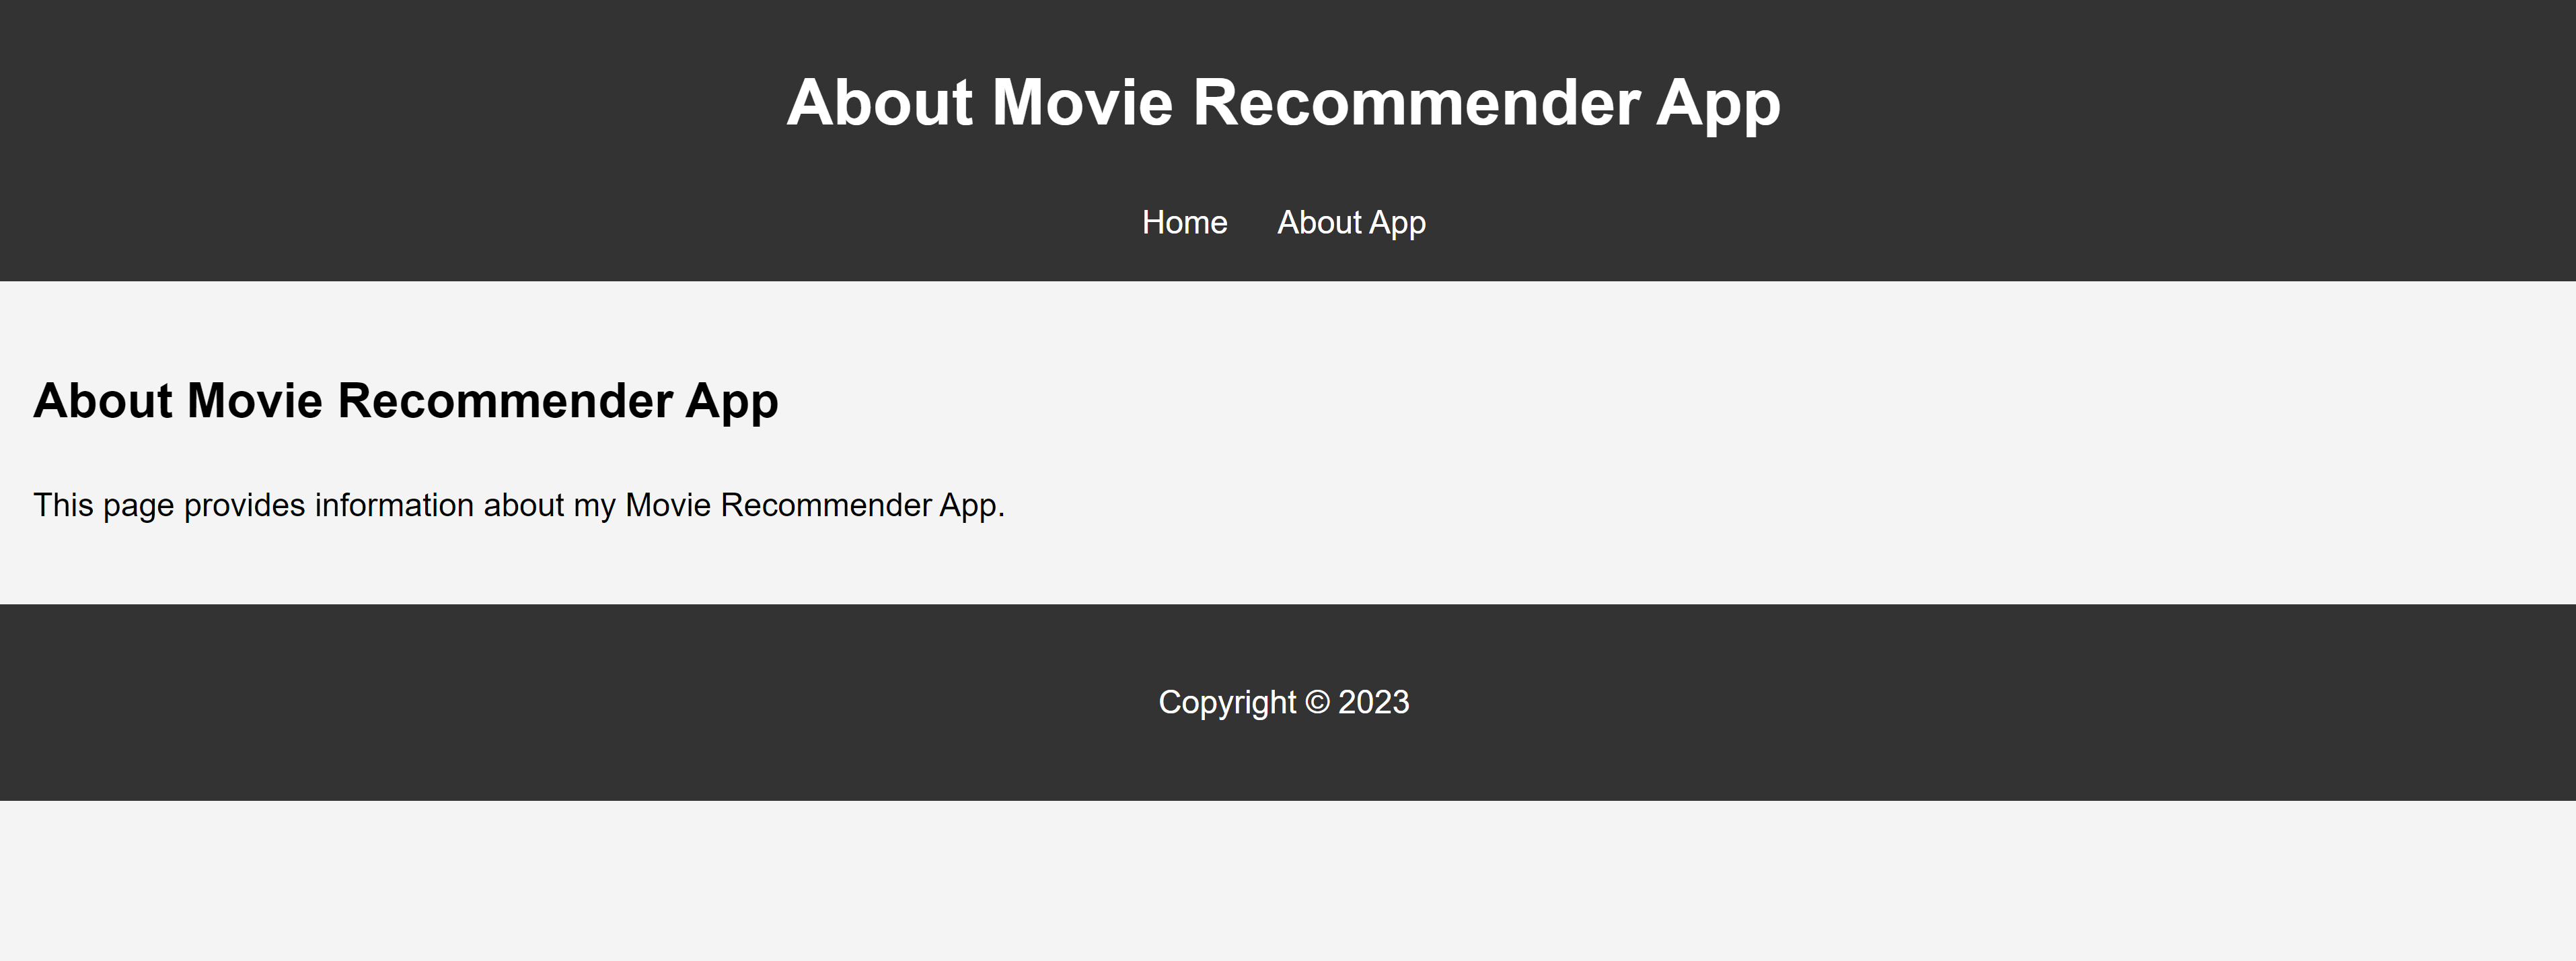 About Movie Recommender App
Home About App
About Movie Recommender App
This page provides information about my Movie Recommender App.
Copyright © 2023